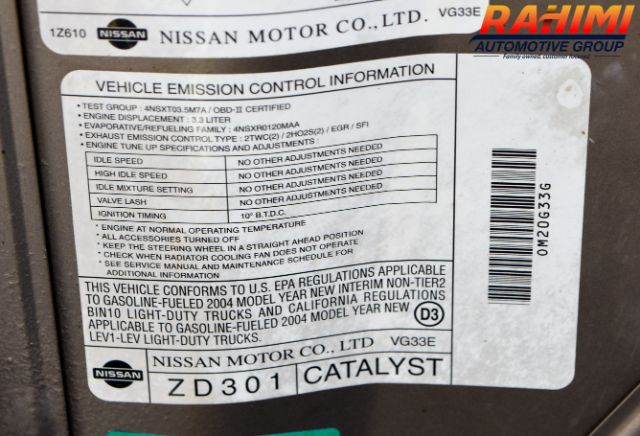 1Z610 NISSAN NISSAN MOTOR CO., LTD. VG33E
RAHIMI
AUTOMOTIVE GROUP
Family owned. customer focused.
VEHICLE EMISSION CONTROL INFORMATION
• TEST GROUP : 4NSXT03.5M7A / OBD-II CERTIFIED
• ENGINE DISPLACEMENT : 3.3 LITER
• EVAPORATIVE/REFUELING FAMILY : 4NSXR0120MAA
• EXHAUST EMISSION CONTROL TYPE : 2TWC(2) / 2HO2S(2) / EGR / SFI
• ENGINE TUNE UP SPECIFICATIONS AND ADJUSTMENTS :
IDLE SPEED NO OTHER ADJUSTMENTS NEEDED
HIGH IDLE SPEED NO OTHER ADJUSTMENTS NEEDED
IDLE MIXTURE SETTING NO OTHER ADJUSTMENTS NEEDED
VALVE LASH NO OTHER ADJUSTMENTS NEEDED
IGNITION TIMING 10° B.T.D.C.
* ENGINE AT NORMAL OPERATING TEMPERATURE
* ALL ACCESSORIES TURNED OFF
* KEEP THE STEERING WHEEL IN A STRAIGHT AHEAD POSITION
* CHECK WHEN RADIATOR COOLING FAN DOES NOT OPERATE
* SEE SERVICE MANUAL AND MAINTENANCE SCHEDULE FOR
ADDITIONAL INFORMATION
THIS VEHICLE CONFORMS TO U.S. EPA REGULATIONS APPLICABLE
TO GASOLINE-FUELED 2004 MODEL YEAR NEW INTERIM NON-TIER2
BIN10 LIGHT-DUTY TRUCKS AND CALIFORNIA REGULATIONS
APPLICABLE TO GASOLINE-FUELED 2004 MODEL YEAR NEW
LEV1-LEV LIGHT-DUTY TRUCKS.
D3
NISSAN NISSAN MOTOR CO., LTD VG33E
ZD301 CATALYST
0M20G33G